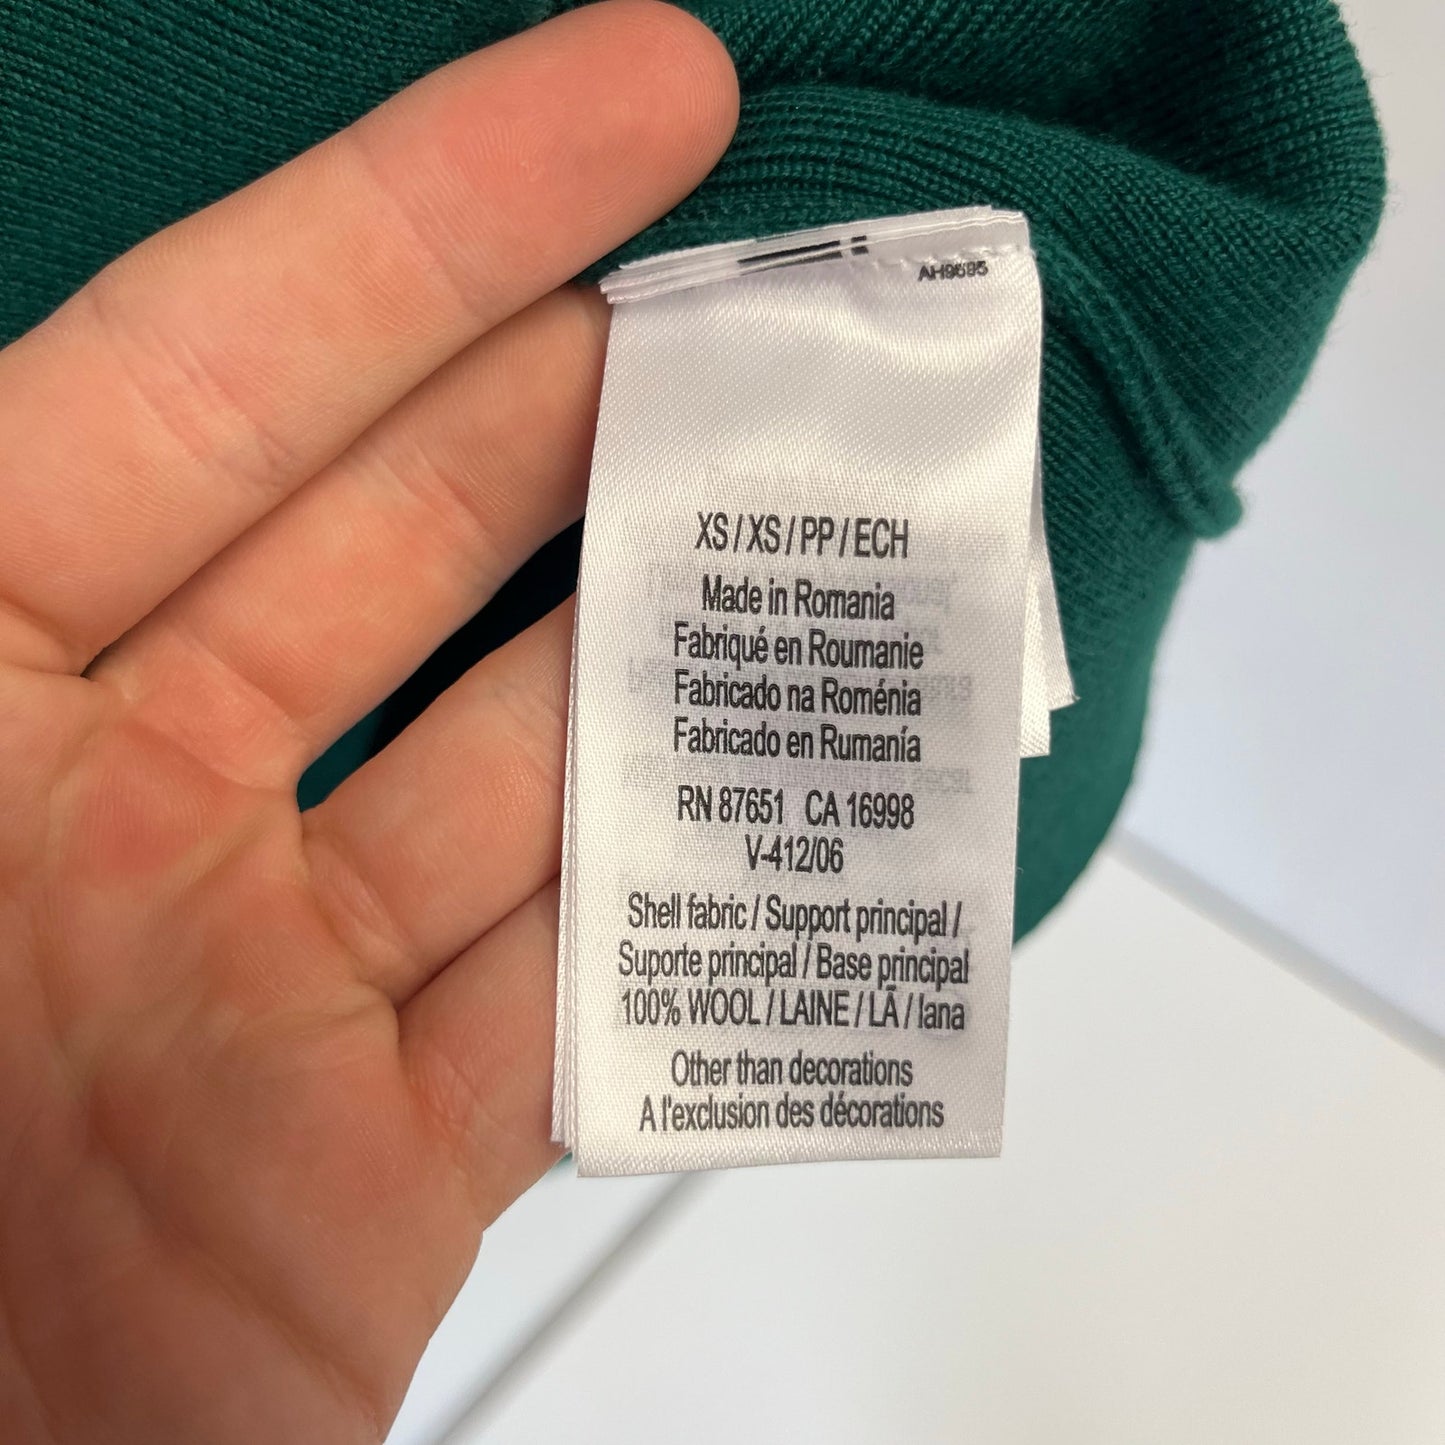 AH9695
XS / XS / PP / ECH
Made in Romania
Fabriqué en Roumanie
Fabricado na Roménia
Fabricado en Rumanía
RN 87651 CA 16998
V-412/06
Shell fabric / Support principal /
Suporte principal / Base principal
100% WOOL / LAINE / LÃ / lana
Other than decorations
A l'exclusion des décorations